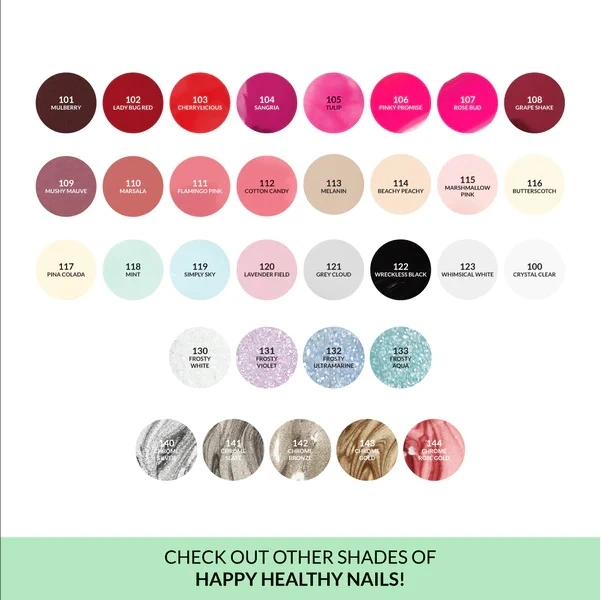 101
MULBERRY
102
LADY BUG RED
103
CHERRYLICIOUS
104
SANGRIA
105
TULIP
106
PINKY PROMISE
107
ROSE BUD
108
GRAPE SHAKE
109
MUSHY MAUVE
110
MARSALA
111
FLAMINGO PINK
112
COTTON CANDY
113
MELANIN
114
BEACHY PEACHY
115
MARSHMALLOW
PINK
116
BUTTERSCOTCH
117
PINA COLADA
118
MINT
119
SIMPLY SKY
120
LAVENDER FIELD
121
GREY CLOUD
122
WRECKLESS BLACK
123
WHIMSICAL WHITE
100
CRYSTAL CLEAR
130
FROSTY
WHITE
131
FROSTY
VIOLET
132
FROSTY
ULTRAMARINE
133
FROSTY
AQUA
140
CHROME
SILVER
141
CHROME
SLATE
142
CHROME
BRONZE
143
CHROME
GOLD
144
CHROME
ROSE GOLD
CHECK OUT OTHER SHADES OF
HAPPY HEALTHY NAILS!